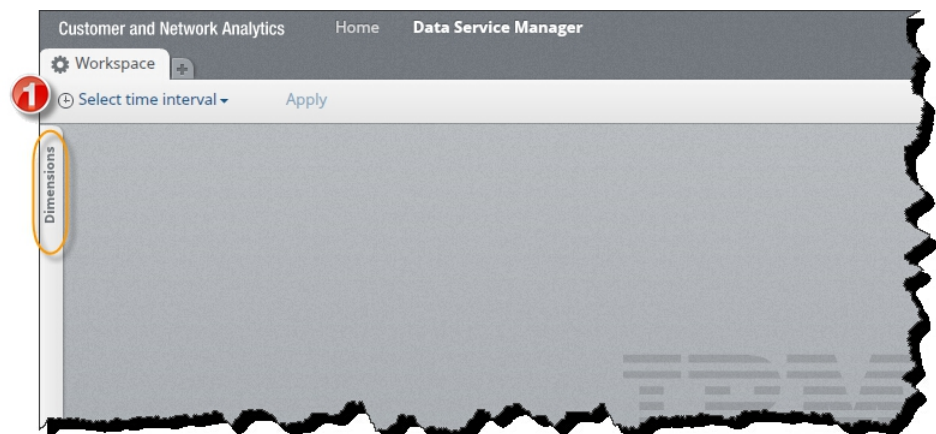 Customer and Network Analytics Home Data Service Manager
Workspace
1 Select time interval Apply
Dimensions
IBM